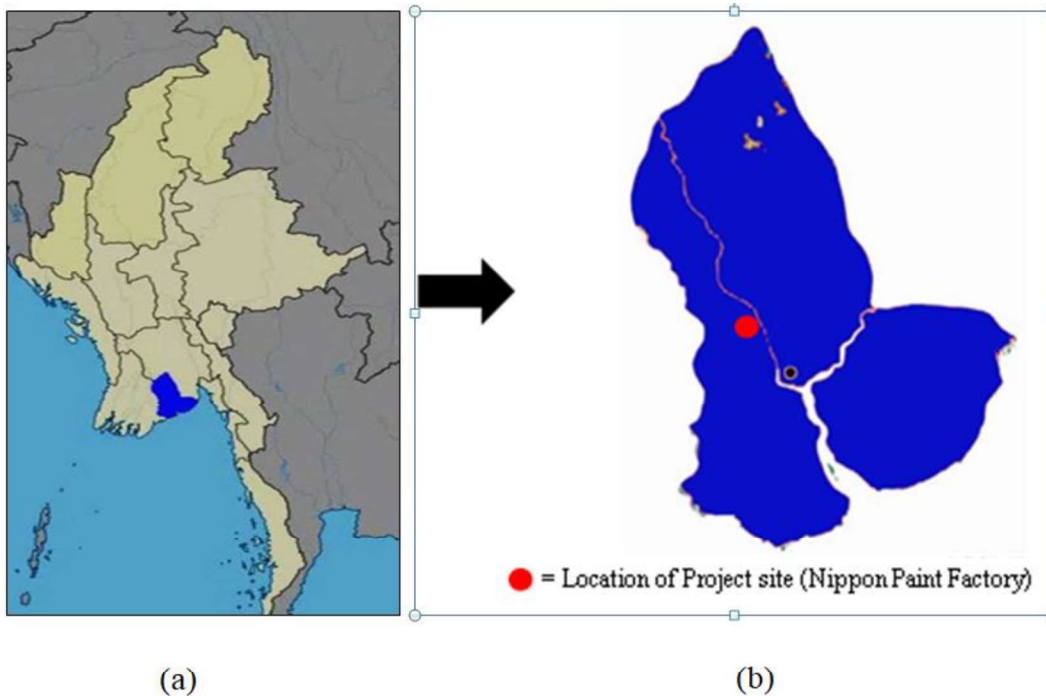 = Location of Project site (Nippon Paint Factory)
(a)
(b)